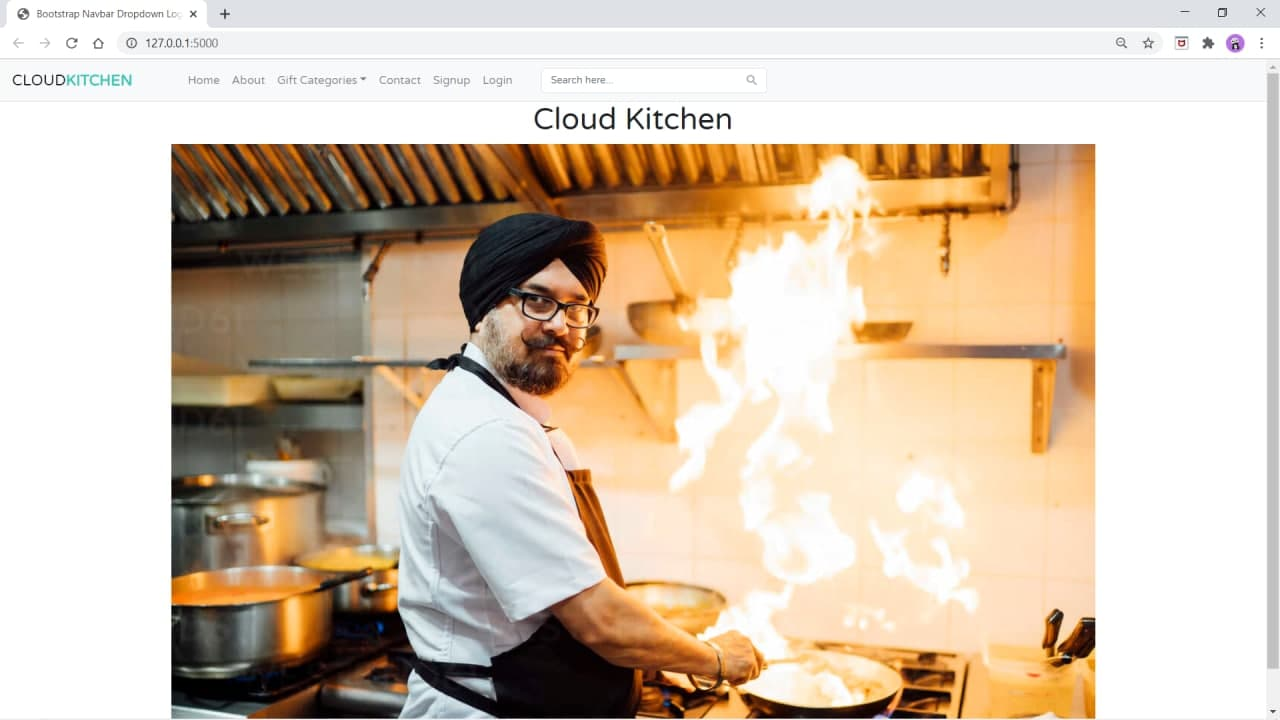 Bootstrap Navbar Dropdown Log
127.0.0.1:5000
CLOUDKITCHEN Home About Gift Categories Contact Signup Login Search here...
Cloud Kitchen